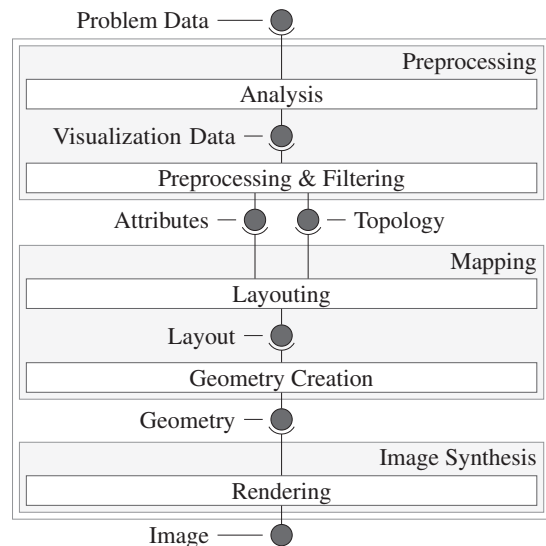 Problem Data
Preprocessing
Analysis
Visualization Data
Preprocessing & Filtering
Attributes
Topology
Mapping
Layouting
Layout
Geometry Creation
Geometry
Image Synthesis
Rendering
Image